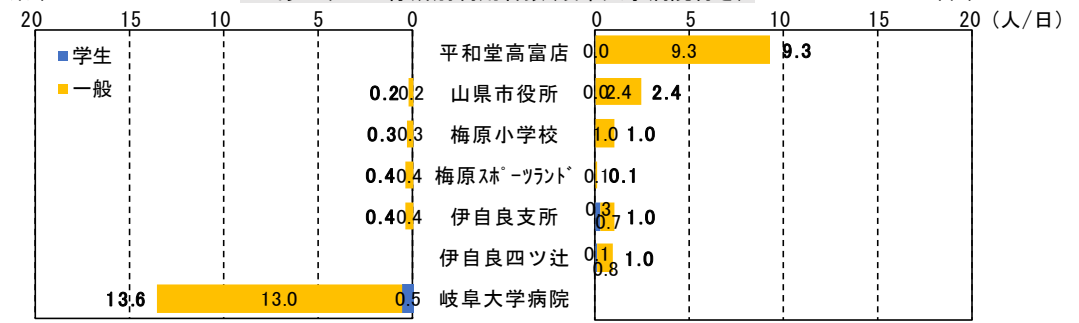 20 15 10 5 0 0 5 10 15 20 （人/日）
学生
一般
平和堂高富店 0.0 9.3 9.3
0.2 0.2 山県市役所 0.0 2.4 2.4
0.3 0.3 梅原小学校 1.0 1.0
0.4 0.4 梅原ｽﾎﾟｰﾂﾗﾝﾄﾞ 0.1 0.1
0.4 0.4 伊自良支所 0.3 0.7 1.0
伊自良四ツ辻 0.1 0.8 1.0
13.6 13.0 0.5 岐阜大学病院